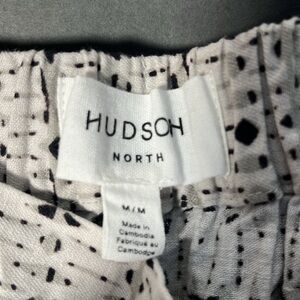 HUDSON
NORTH
M/M
Made in
Cambodia
Fabriqué au
Cambodge